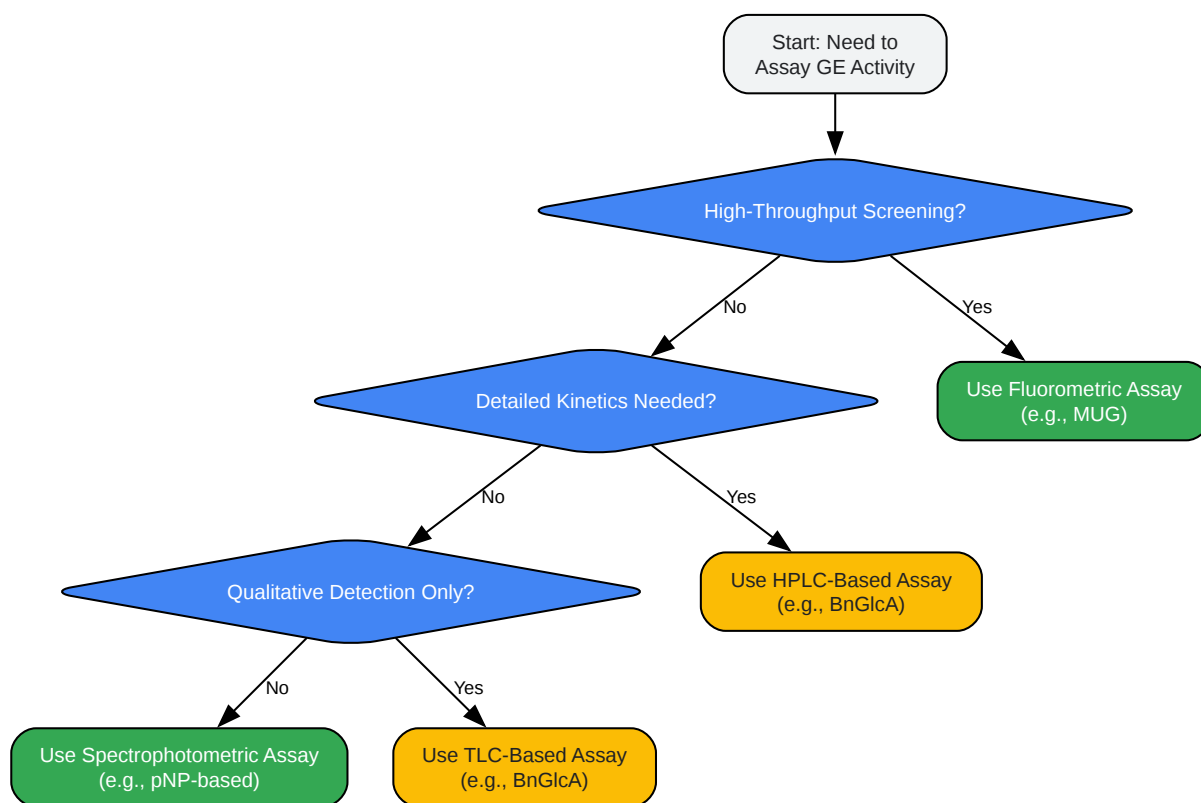 Start: Need to
Assay GE Activity
High-Throughput Screening?
No
Yes
Detailed Kinetics Needed?
Use Fluorometric Assay
(e.g., MUG)
No
Yes
Qualitative Detection Only?
Use HPLC-Based Assay
(e.g., BnGlcA)
No
Yes
Use Spectrophotometric Assay
(e.g., pNP-based)
Use TLC-Based Assay
(e.g., BnGlcA)